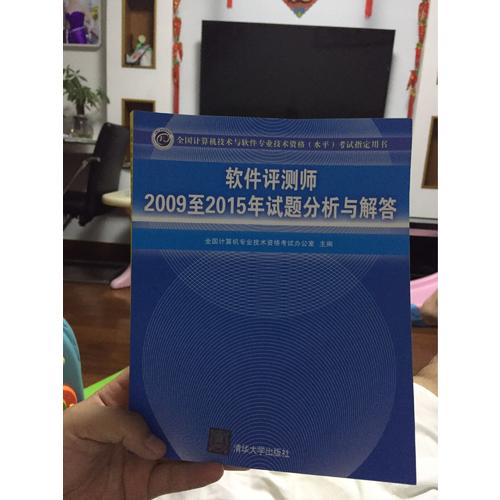 全国计算机技术与软件专业技术资格（水平）考试指定用书
软件评测师
2009至2015年试题分析与解答
全国计算机专业技术资格考试办公室 主编
清华大学出版社